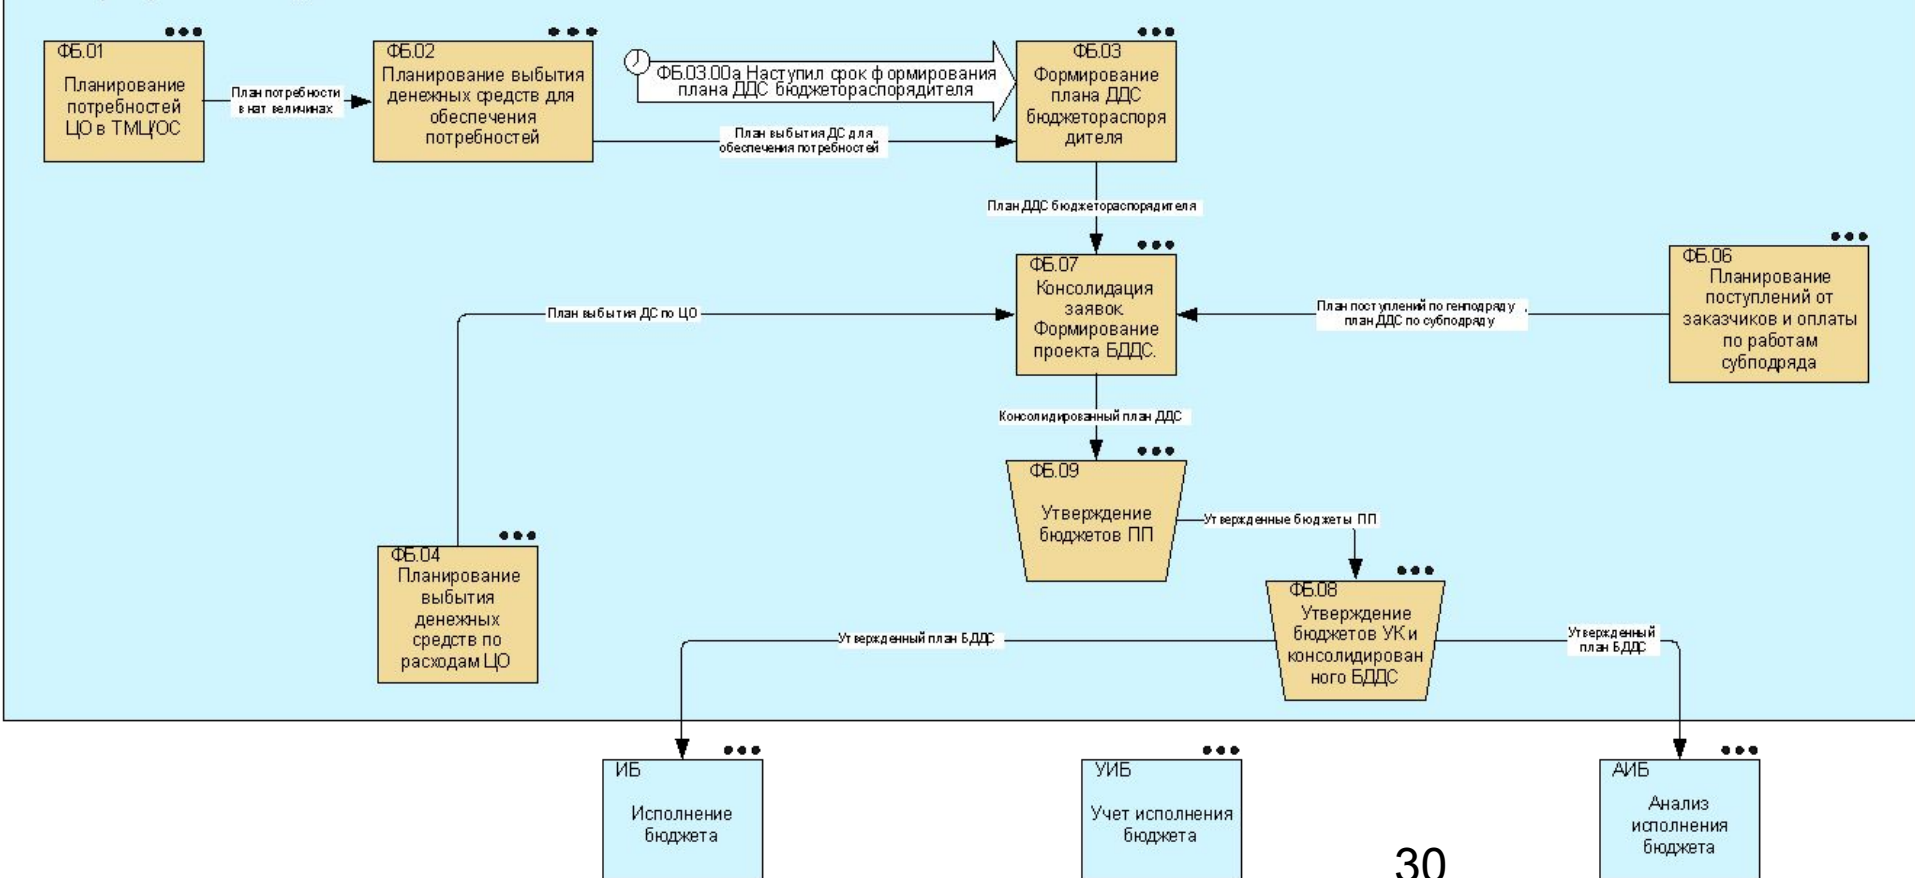 ФБ.01
Планирование
потребностей
ЦО в ТМЦ/ОС
План потребности
в нат величинах
ФБ.02
Планирование выбытия
денежных средств для
обеспечения
потребностей
ФБ.03.00а Наступил срок формирования
плана ДДС бюджетораспорядителя
План выбытия ДС для
обеспечения потребностей
ФБ.03
Формирование
плана ДДС
бюджетораспоря
дителя
План ДДС бюджетораспорядителя
ФБ.07
Консолидация
заявок.
Формирование
проекта БДДС.
План выбытия ДС по ЦО
План поступлений по генподряду,
план ДДС по субподряду
ФБ.06
Планирование
поступлений от
заказчиков и оплаты
по работам
субподряда
Консолидированный план ДДС
ФБ.09
Утверждение
бюджетов ПП
Утвержденные бюджеты ПП
ФБ.04
Планирование
выбытия
денежных
средств по
расходам ЦО
ФБ.08
Утверждение
бюджетов УК и
консолидирован
ного БДДС
Утвержденный план БДДС
Утвержденный
план БДДС
ИБ
Исполнение
бюджета
УИБ
Учет исполнения
бюджета
АИБ
Анализ
исполнения
бюджета
30